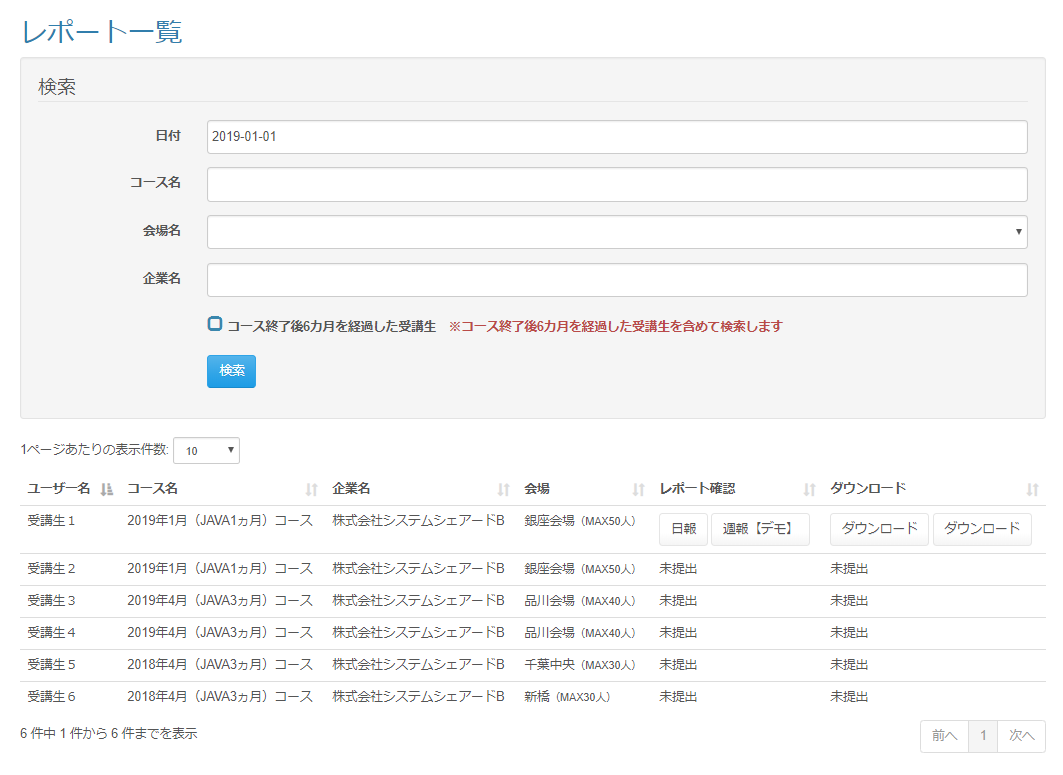 レポート一覧
検索
日付 2019-01-01
コース名
会場名
企業名
コース終了後6カ月を経過した受講生 ※コース終了後6カ月を経過した受講生を含めて検索します
検索
1ページあたりの表示件数: 10
ユーザー名 コース名 企業名 会場 レポート確認 ダウンロード
受講生1 2019年1月（JAVA1ヵ月）コース 株式会社システムシェアードB 銀座会場（MAX50人） 日報 週報【デモ】 ダウンロード ダウンロード
受講生2 2019年1月（JAVA1ヵ月）コース 株式会社システムシェアードB 銀座会場（MAX50人） 未提出 未提出
受講生3 2019年4月（JAVA3ヵ月）コース 株式会社システムシェアードB 品川会場（MAX40人） 未提出 未提出
受講生4 2019年4月（JAVA3ヵ月）コース 株式会社システムシェアードB 品川会場（MAX40人） 未提出 未提出
受講生5 2018年4月（JAVA3ヵ月）コース 株式会社システムシェアードB 千葉中央（MAX30人） 未提出 未提出
受講生6 2018年4月（JAVA3ヵ月）コース 株式会社システムシェアードB 新橋（MAX30人） 未提出 未提出
6 件中 1 件から 6 件までを表示
前へ 1 次へ